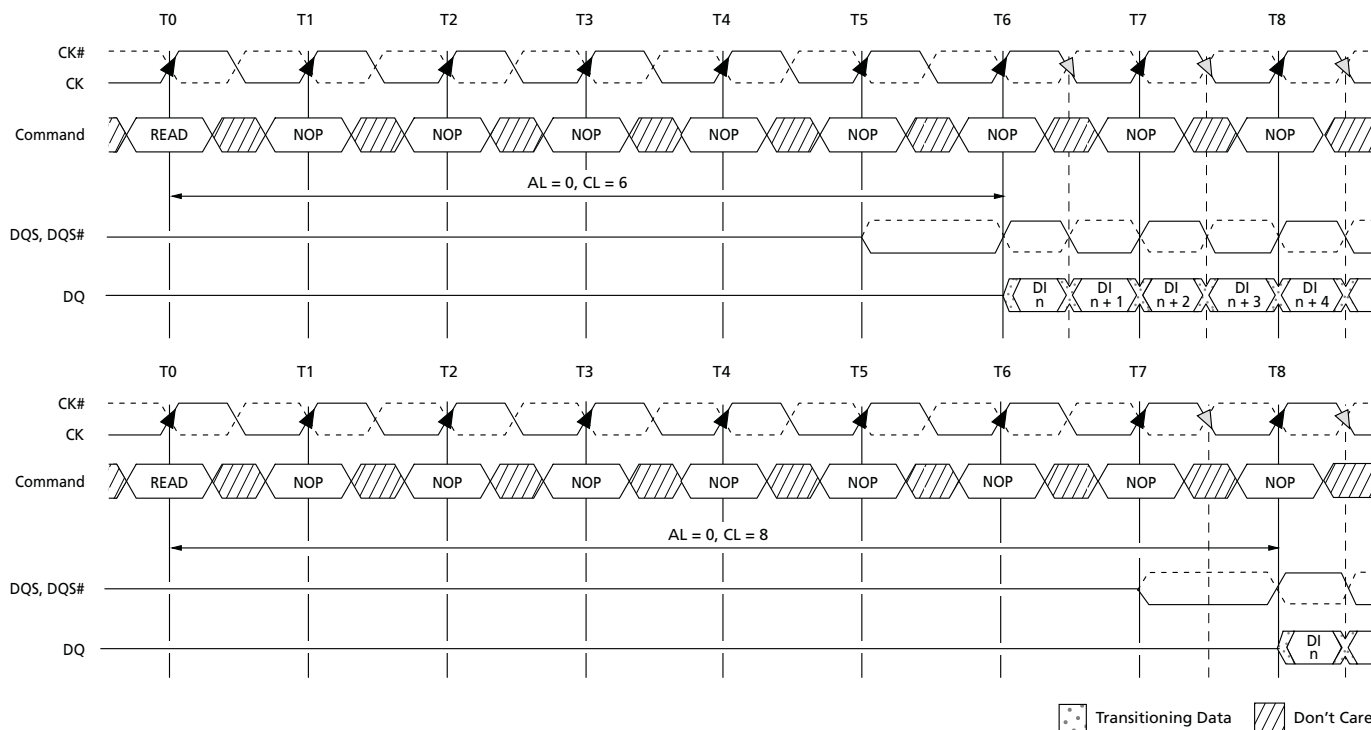 T0 T1 T2 T3 T4 T5 T6 T7 T8
CK#
CK
Command READ NOP NOP NOP NOP NOP NOP NOP NOP
AL = 0, CL = 6
DQS, DQS#
DQ DI n DI n + 1 DI n + 2 DI n + 3 DI n + 4
T0 T1 T2 T3 T4 T5 T6 T7 T8
CK#
CK
Command READ NOP NOP NOP NOP NOP NOP NOP NOP
AL = 0, CL = 8
DQS, DQS#
DQ DI n
Transitioning Data Don't Care